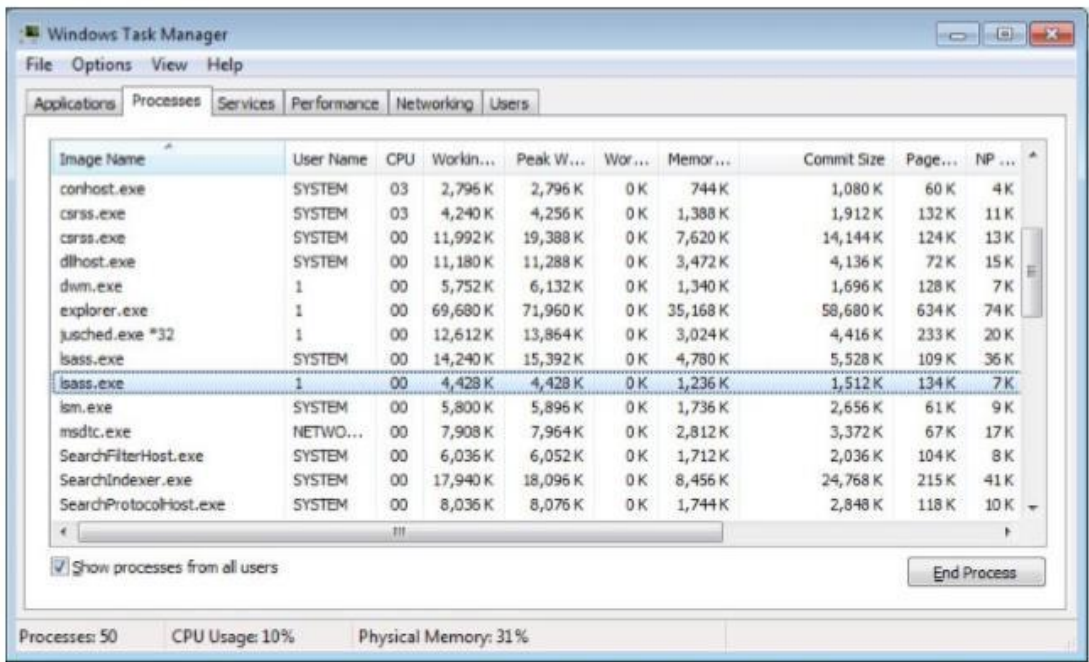 Windows Task Manager
File Options View Help
Applications Processes Services Performance Networking Users
Image Name User Name CPU Workin... Peak W... Wor... Memor... Commit Size Page... NP ...
conhost.exe SYSTEM 03 2,796 K 2,796 K 0 K 744 K 1,080 K 60 K 4 K
csrss.exe SYSTEM 03 4,240 K 4,256 K 0 K 1,388 K 1,912 K 132 K 11 K
csrss.exe SYSTEM 00 11,992 K 19,388 K 0 K 7,620 K 14,144 K 124 K 13 K
dllhost.exe SYSTEM 00 11,180 K 11,288 K 0 K 3,472 K 4,136 K 72 K 15 K
dwm.exe 1 00 5,752 K 6,132 K 0 K 1,340 K 1,696 K 128 K 7 K
explorer.exe 1 00 69,680 K 71,960 K 0 K 35,168 K 58,680 K 634 K 74 K
jusched.exe *32 1 00 12,612 K 13,864 K 0 K 3,024 K 4,416 K 233 K 20 K
lsass.exe SYSTEM 00 14,240 K 15,392 K 0 K 4,780 K 5,528 K 109 K 36 K
lsass.exe 1 00 4,428 K 4,428 K 0 K 1,236 K 1,512 K 134 K 7 K
lsm.exe SYSTEM 00 5,800 K 5,896 K 0 K 1,736 K 2,656 K 61 K 9 K
msdtc.exe NETWO... 00 7,908 K 7,964 K 0 K 2,812 K 3,372 K 67 K 17 K
SearchFilterHost.exe SYSTEM 00 6,036 K 6,052 K 0 K 1,712 K 2,036 K 104 K 8 K
SearchIndexer.exe SYSTEM 00 17,940 K 18,096 K 0 K 8,456 K 24,768 K 215 K 41 K
SearchProtocolHost.exe SYSTEM 00 8,036 K 8,076 K 0 K 1,744 K 2,848 K 118 K 10 K
Show processes from all users
End Process
Processes: 50 CPU Usage: 10% Physical Memory: 31%